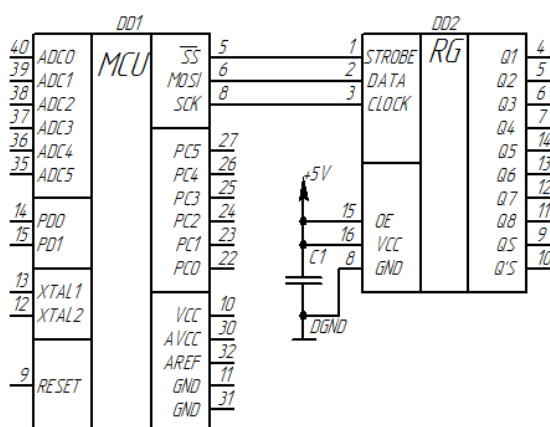 DD1 DD2
40 ADC0 MCU SS 5 1 STROBE RG Q1 4
39 ADC1 MOSI 6 2 DATA Q2 5
38 ADC2 SCK 8 3 CLOCK Q3 6
37 ADC3 Q4 7
36 ADC4 PC5 27 Q5 14
35 ADC5 PC4 26 Q6 13
PC3 25 +5V Q7 12
14 PD0 PC2 24 15 OE Q8 11
15 PD1 PC1 23 16 VCC QS 9
PC0 22 C1 8 GND Q'S 10
13 XTAL1
12 XTAL2 VCC 10 DGND
AVCC 30
AREF 32
9 RESET GND 11
GND 31